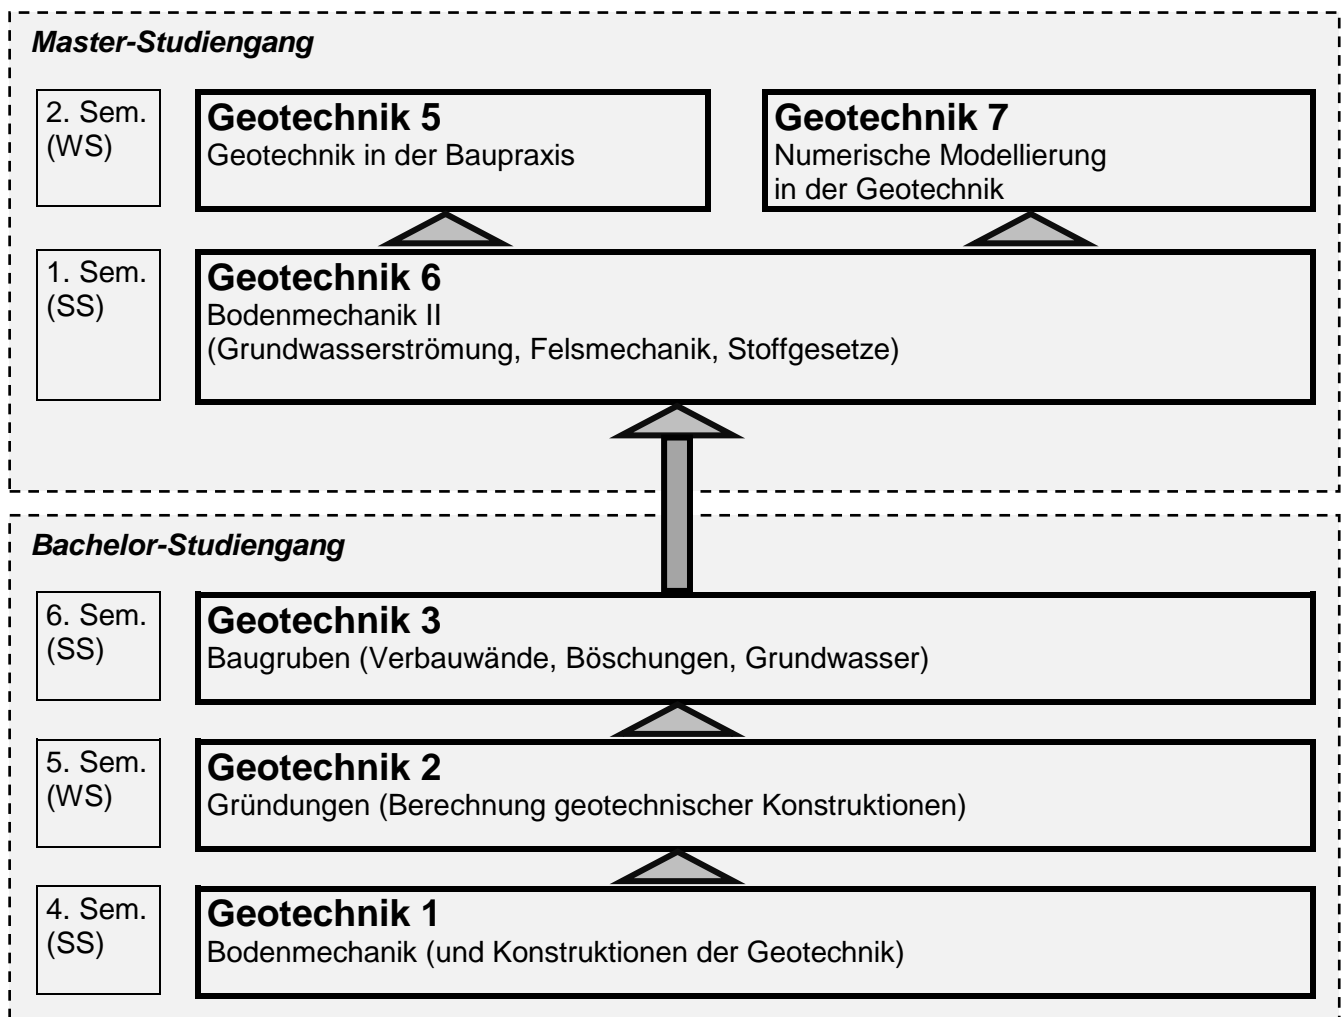 Master-Studiengang
2. Sem.
(WS)
Geotechnik 5
Geotechnik in der Baupraxis
Geotechnik 7
Numerische Modellierung
in der Geotechnik
1. Sem.
(SS)
Geotechnik 6
Bodenmechanik II
(Grundwasserströmung, Felsmechanik, Stoffgesetze)
Bachelor-Studiengang
6. Sem.
(SS)
Geotechnik 3
Baugruben (Verbauwände, Böschungen, Grundwasser)
5. Sem.
(WS)
Geotechnik 2
Gründungen (Berechnung geotechnischer Konstruktionen)
4. Sem.
(SS)
Geotechnik 1
Bodenmechanik (und Konstruktionen der Geotechnik)